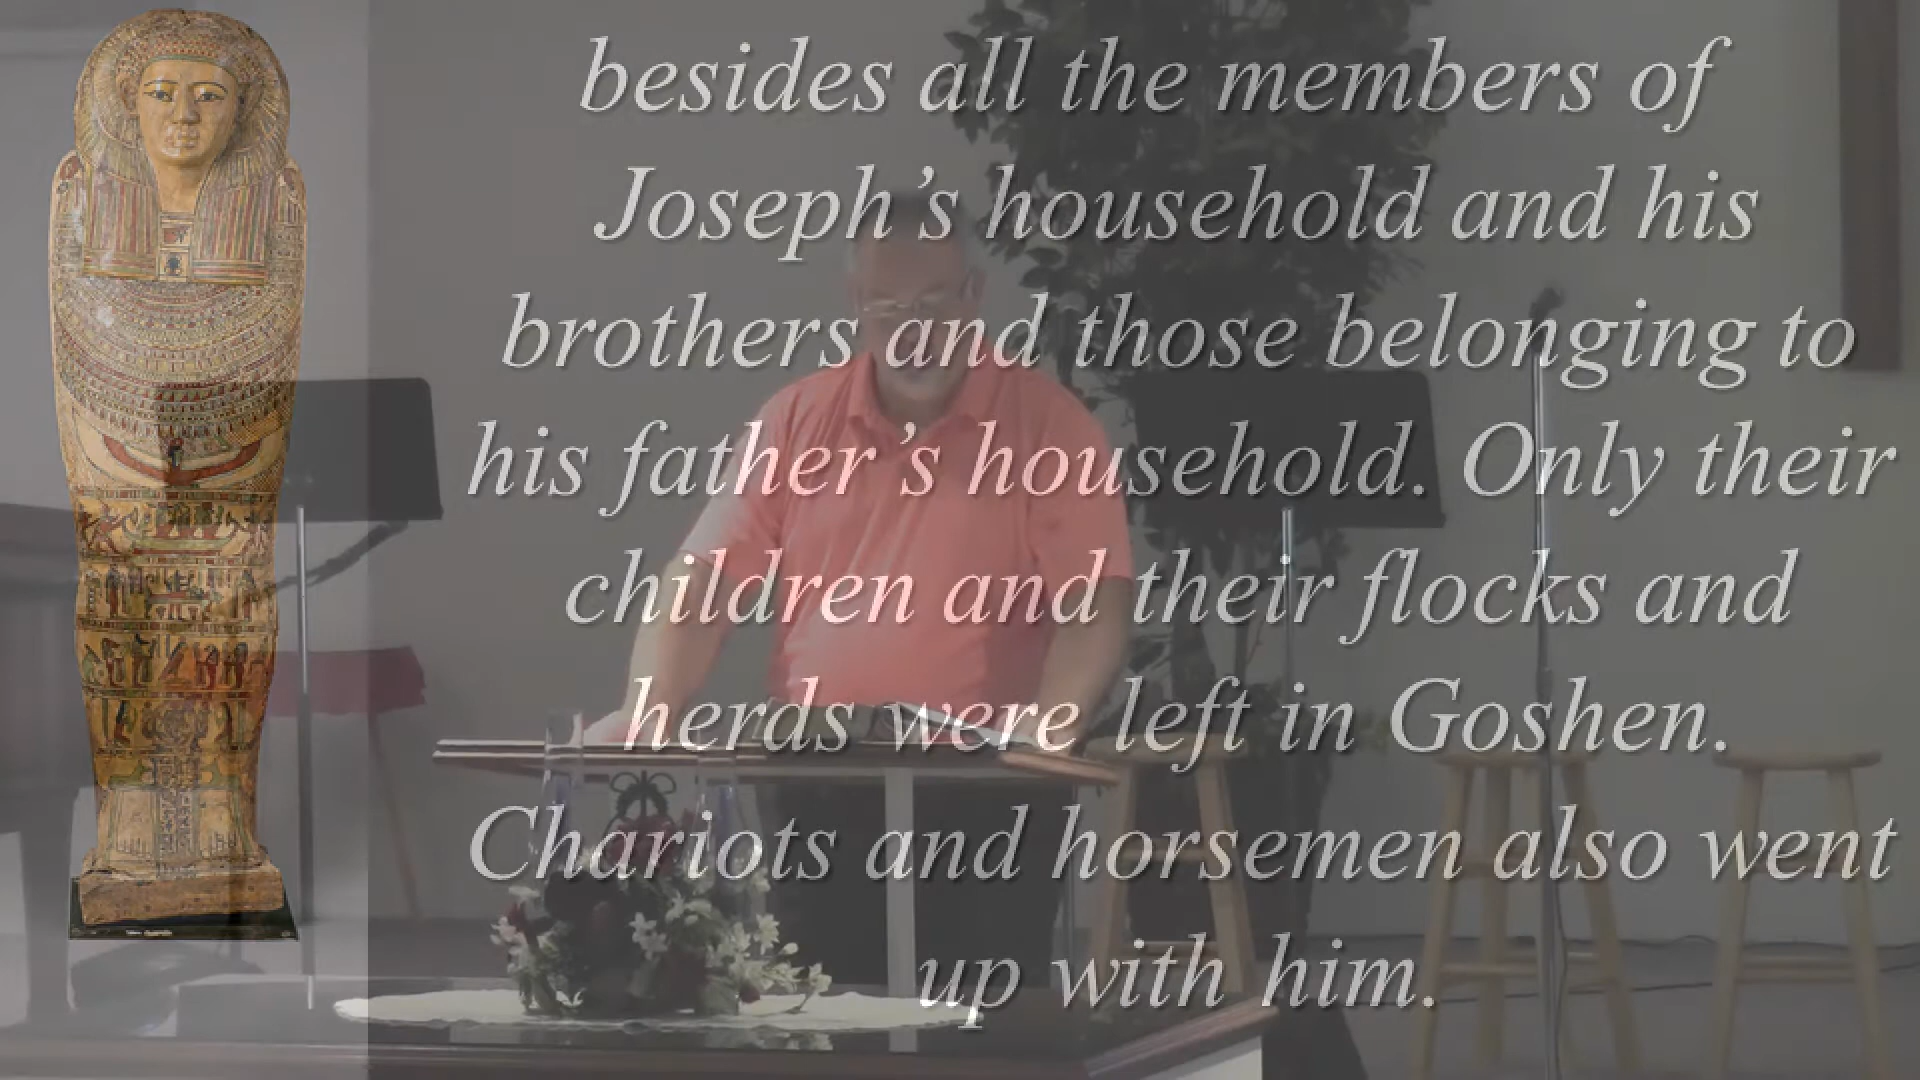 besides all the members of
Joseph’s household and his
brothers and those belonging to
his father’s household. Only their
children and their flocks and
herds were left in Goshen.
Chariots and horsemen also went
up with him.